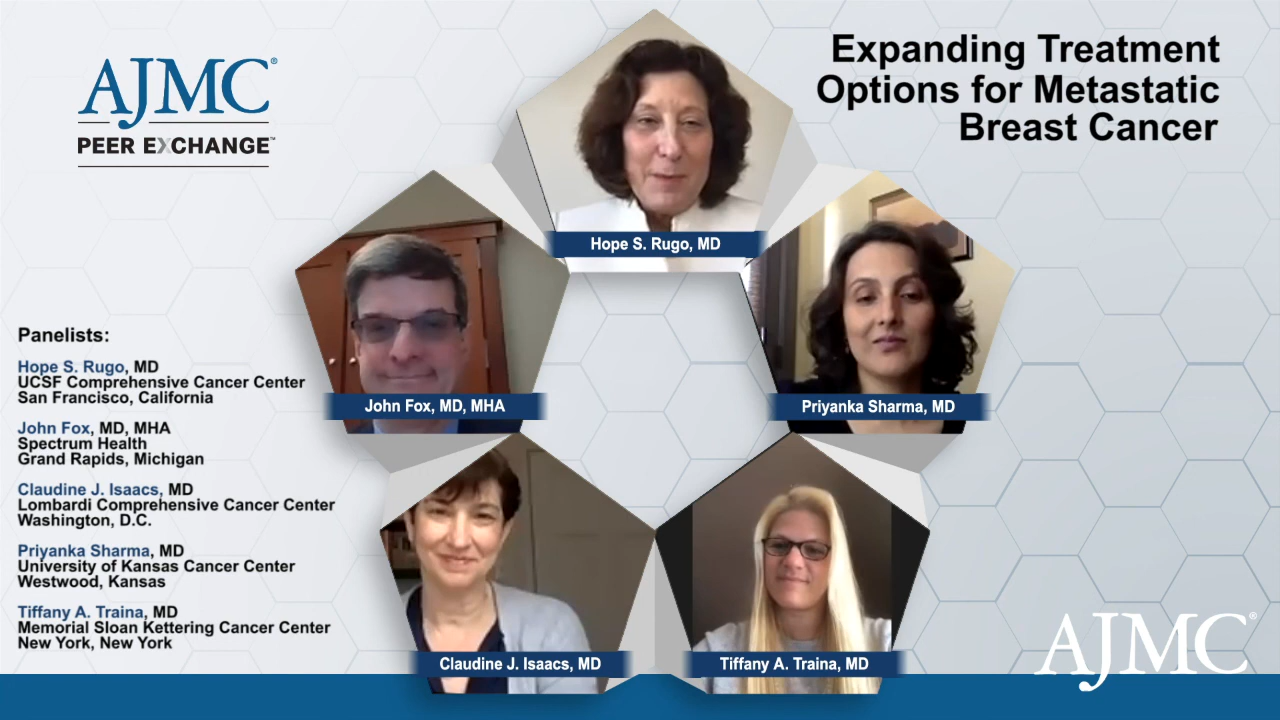 AJMC®
PEER EXCHANGE™
Expanding Treatment
Options for Metastatic
Breast Cancer
Hope S. Rugo, MD
John Fox, MD, MHA
Priyanka Sharma, MD
Claudine J. Isaacs, MD
Tiffany A. Traina, MD
Panelists:
Hope S. Rugo, MD
UCSF Comprehensive Cancer Center
San Francisco, California
John Fox, MD, MHA
Spectrum Health
Grand Rapids, Michigan
Claudine J. Isaacs, MD
Lombardi Comprehensive Cancer Center
Washington, D.C.
Priyanka Sharma, MD
University of Kansas Cancer Center
Westwood, Kansas
Tiffany A. Traina, MD
Memorial Sloan Kettering Cancer Center
New York, New York
AJMC®